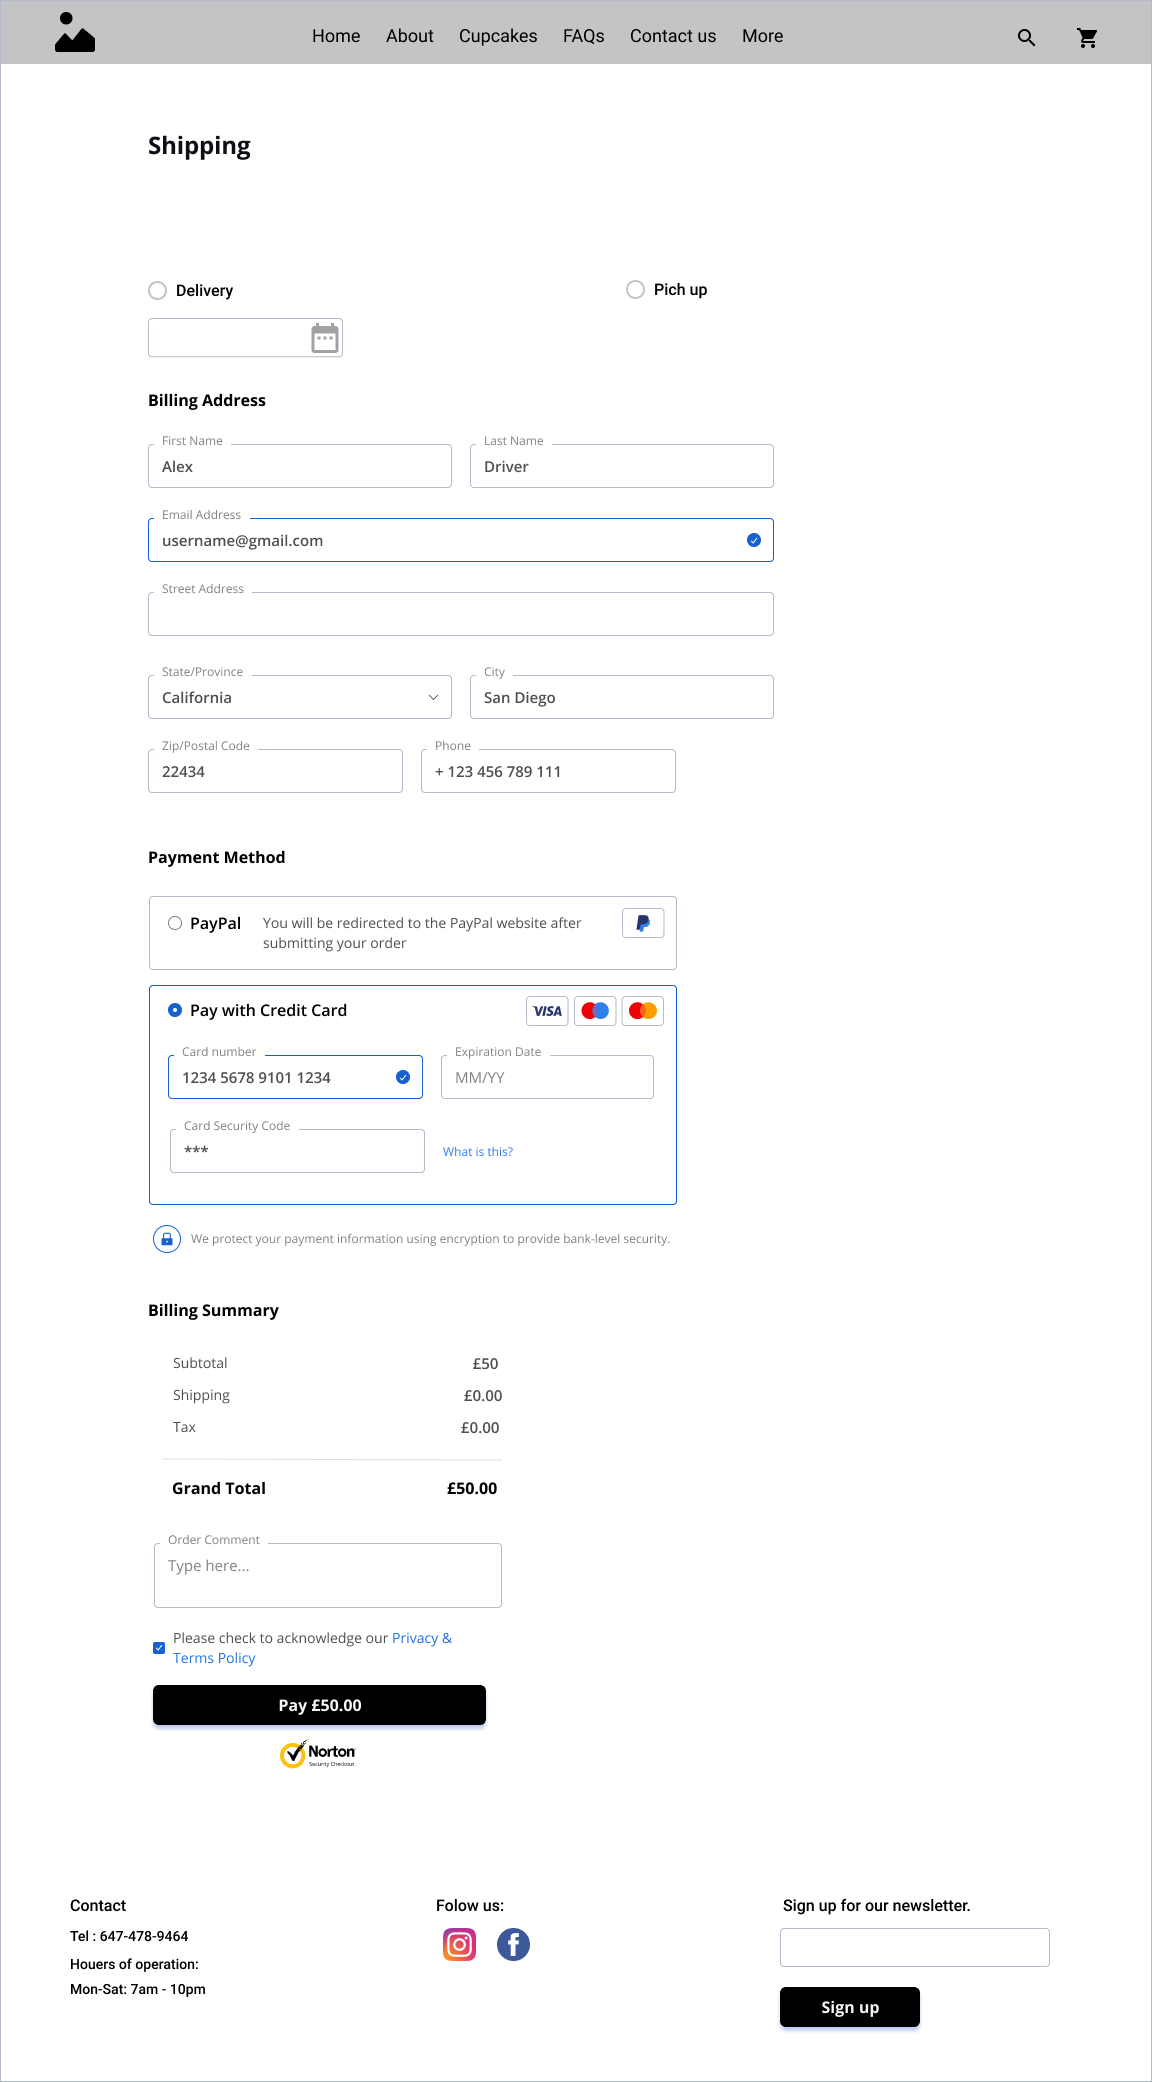 Home About Cupcakes FAQs Contact us More
Shipping
Delivery
Pich up
Billing Address
First Name
Alex
Last Name
Driver
Email Address
username@gmail.com
Street Address
State/Province
California
City
San Diego
Zip/Postal Code
22434
Phone
+ 123 456 789 111
Payment Method
PayPal
You will be redirected to the PayPal website after
submitting your order
Pay with Credit Card
VISA
Card number
1234 5678 9101 1234
Expiration Date
MM/YY
Card Security Code
***
What is this?
We protect your payment information using encryption to provide bank-level security.
Billing Summary
Subtotal £50
Shipping £0.00
Tax £0.00
Grand Total £50.00
Order Comment
Type here...
Please check to acknowledge our Privacy &
Terms Policy
Pay £50.00
Norton
Security Checkout
Contact
Tel : 647-478-9464
Houers of operation:
Mon-Sat: 7am - 10pm
Folow us:
Sign up for our newsletter.
Sign up